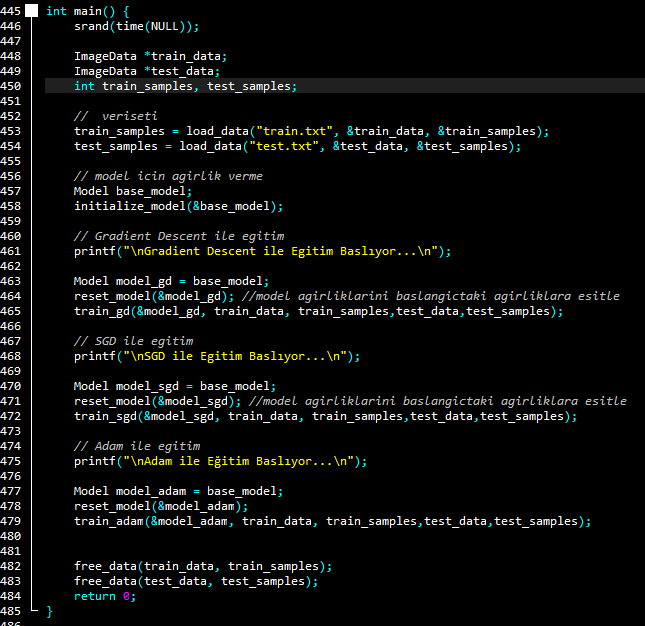 445 int main() {
446 srand(time(NULL));
447
448 ImageData *train_data;
449 ImageData *test_data;
450 int train_samples, test_samples;
451
452 //  veriseti
453 train_samples = load_data("train.txt", &train_data, &train_samples);
454 test_samples = load_data("test.txt", &test_data, &test_samples);
455
456 // model icin agirlik verme
457 Model base_model;
458 initialize_model(&base_model);
459
460 // Gradient Descent ile egitim
461 printf("\nGradient Descent ile Egitim Baslıyor...\n");
462
463 Model model_gd = base_model;
464 reset_model(&model_gd); //model agirliklarini baslangictaki agirliklara esitle
465 train_gd(&model_gd, train_data, train_samples,test_data,test_samples);
466
467 // SGD ile egitim
468 printf("\nSGD ile Egitim Baslıyor...\n");
469
470 Model model_sgd = base_model;
471 reset_model(&model_sgd); //model agirliklarini baslangictaki agirliklara esitle
472 train_sgd(&model_sgd, train_data, train_samples,test_data,test_samples);
473
474 // Adam ile egitim
475 printf("\nAdam ile Eğitim Baslıyor...\n");
476
477 Model model_adam = base_model;
478 reset_model(&model_adam);
479 train_adam(&model_adam, train_data, train_samples,test_data,test_samples);
480
481
482 free_data(train_data, train_samples);
483 free_data(test_data, test_samples);
484 return 0;
485 }